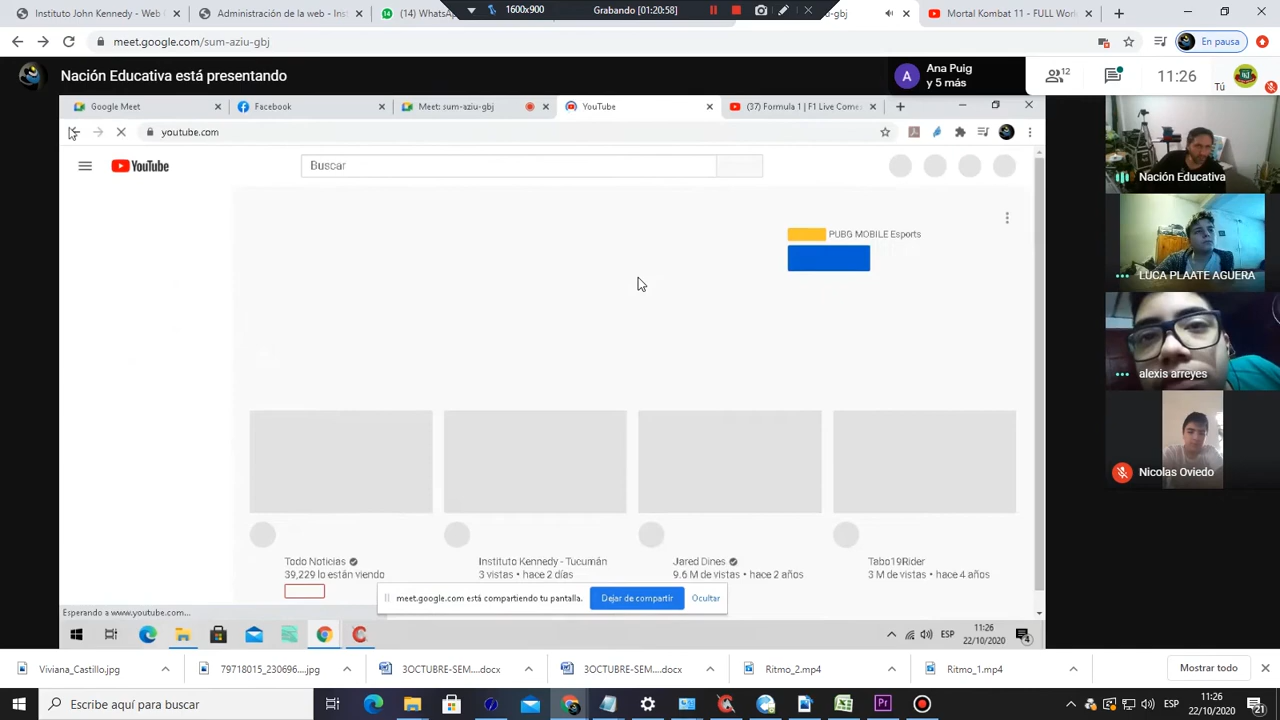 Instituto John Kennedy - Web
Administración de la web - Inst
(14) WhatsA
1600x900
Grabando [01:20:58]
-gbj
Mortal Kombat 11 - FULL Wor
meet.google.com/sum-aziu-gbj
En pausa
Nación Educativa está presentando
A
Ana Puig
y 5 más
12
11:26
Tú
Google Meet
Facebook
Meet: sum-aziu-gbj
YouTube
(37) Formula 1 | F1 Live Come
youtube.com
YouTube
Buscar
PUBG MOBILE Esports
Nación Educativa
LUCA PLAATE AGUERA
alexis arreyes
Nicolas Oviedo
Todo Noticias
39,229 lo están viendo
Instituto Kennedy - Tucumán
3 vistas • hace 2 días
Jared Dines
9.6 M de vistas • hace 2 años
Tabo19Rider
3 M de vistas • hace 4 años
meet.google.com está compartiendo tu pantalla.
Dejar de compartir
Ocultar
Esperando a www.youtube.com...
ESP
11:26
22/10/2020
4
Viviana_Castillo.jpg
79718015_230696....jpg
3OCTUBRE-SEM....docx
3OCTUBRE-SEM....docx
Ritmo_2.mp4
Ritmo_1.mp4
Mostrar todo
Escribe aquí para buscar
Pr
ESP
11:26
22/10/2020
21